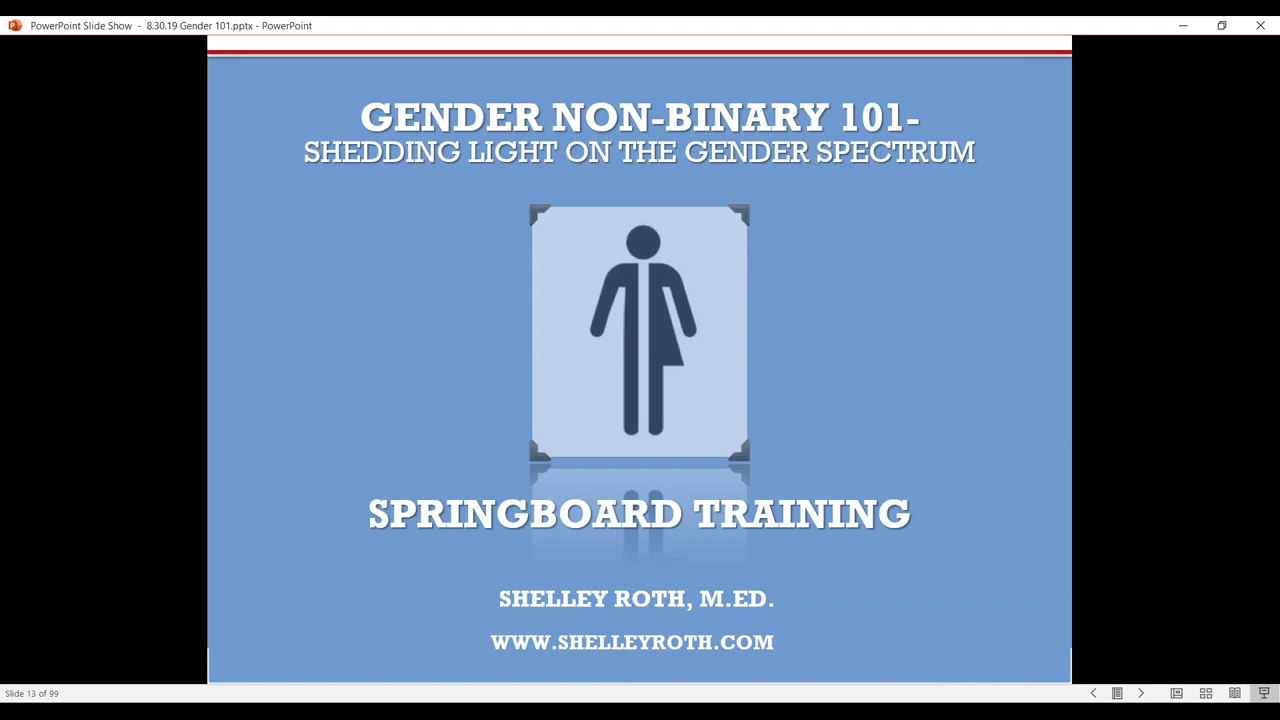 PowerPoint Slide Show - 8.30.19 Gender 101.pptx - PowerPoint
GENDER NON-BINARY 101-
SHEDDING LIGHT ON THE GENDER SPECTRUM
SPRINGBOARD TRAINING
SHELLEY ROTH, M.ED.
WWW.SHELLEYROTH.COM
Slide 13 of 99